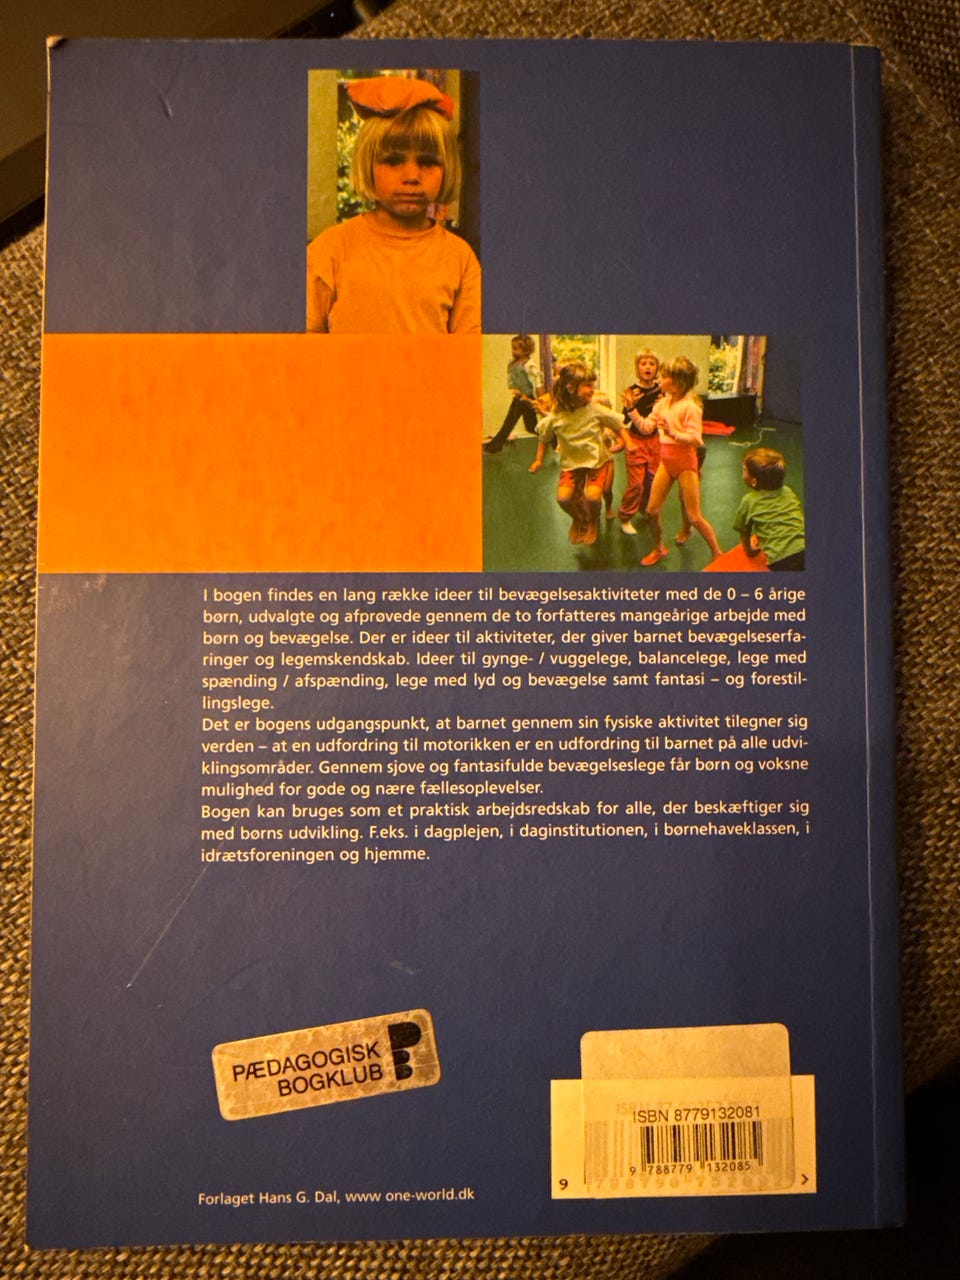 I bogen findes en lang række ideer til bevægelsesaktiviteter med de 0 – 6 årige
børn, udvalgte og afprøvede gennem de to forfatteres mangeårige arbejde med
børn og bevægelse. Der er ideer til aktiviteter, der giver barnet bevægelseserfa-
ringer og legemskendskab. Ideer til gynge- / vuggelege, balancelege, lege med
spænding / afspænding, lege med lyd og bevægelse samt fantasi – og forestil-
lingslege.
Det er bogens udgangspunkt, at barnet gennem sin fysiske aktivitet tilegner sig
verden – at en udfordring til motorikken er en udfordring til barnet på alle udvi-
klingsområder. Gennem sjove og fantasifulde bevægelseslege får børn og voksne
mulighed for gode og nære fællesoplevelser.
Bogen kan bruges som et praktisk arbejdsredskab for alle, der beskæftiger sig
med børns udvikling. F.eks. i dagplejen, i daginstitutionen, i børnehaveklassen, i
idrætsforeningen og hjemme.
PÆDAGOGISK
BOGKLUB
ISBN 8779132081
9 788779 132085
9 >
Forlaget Hans G. Dal, www one-world.dk